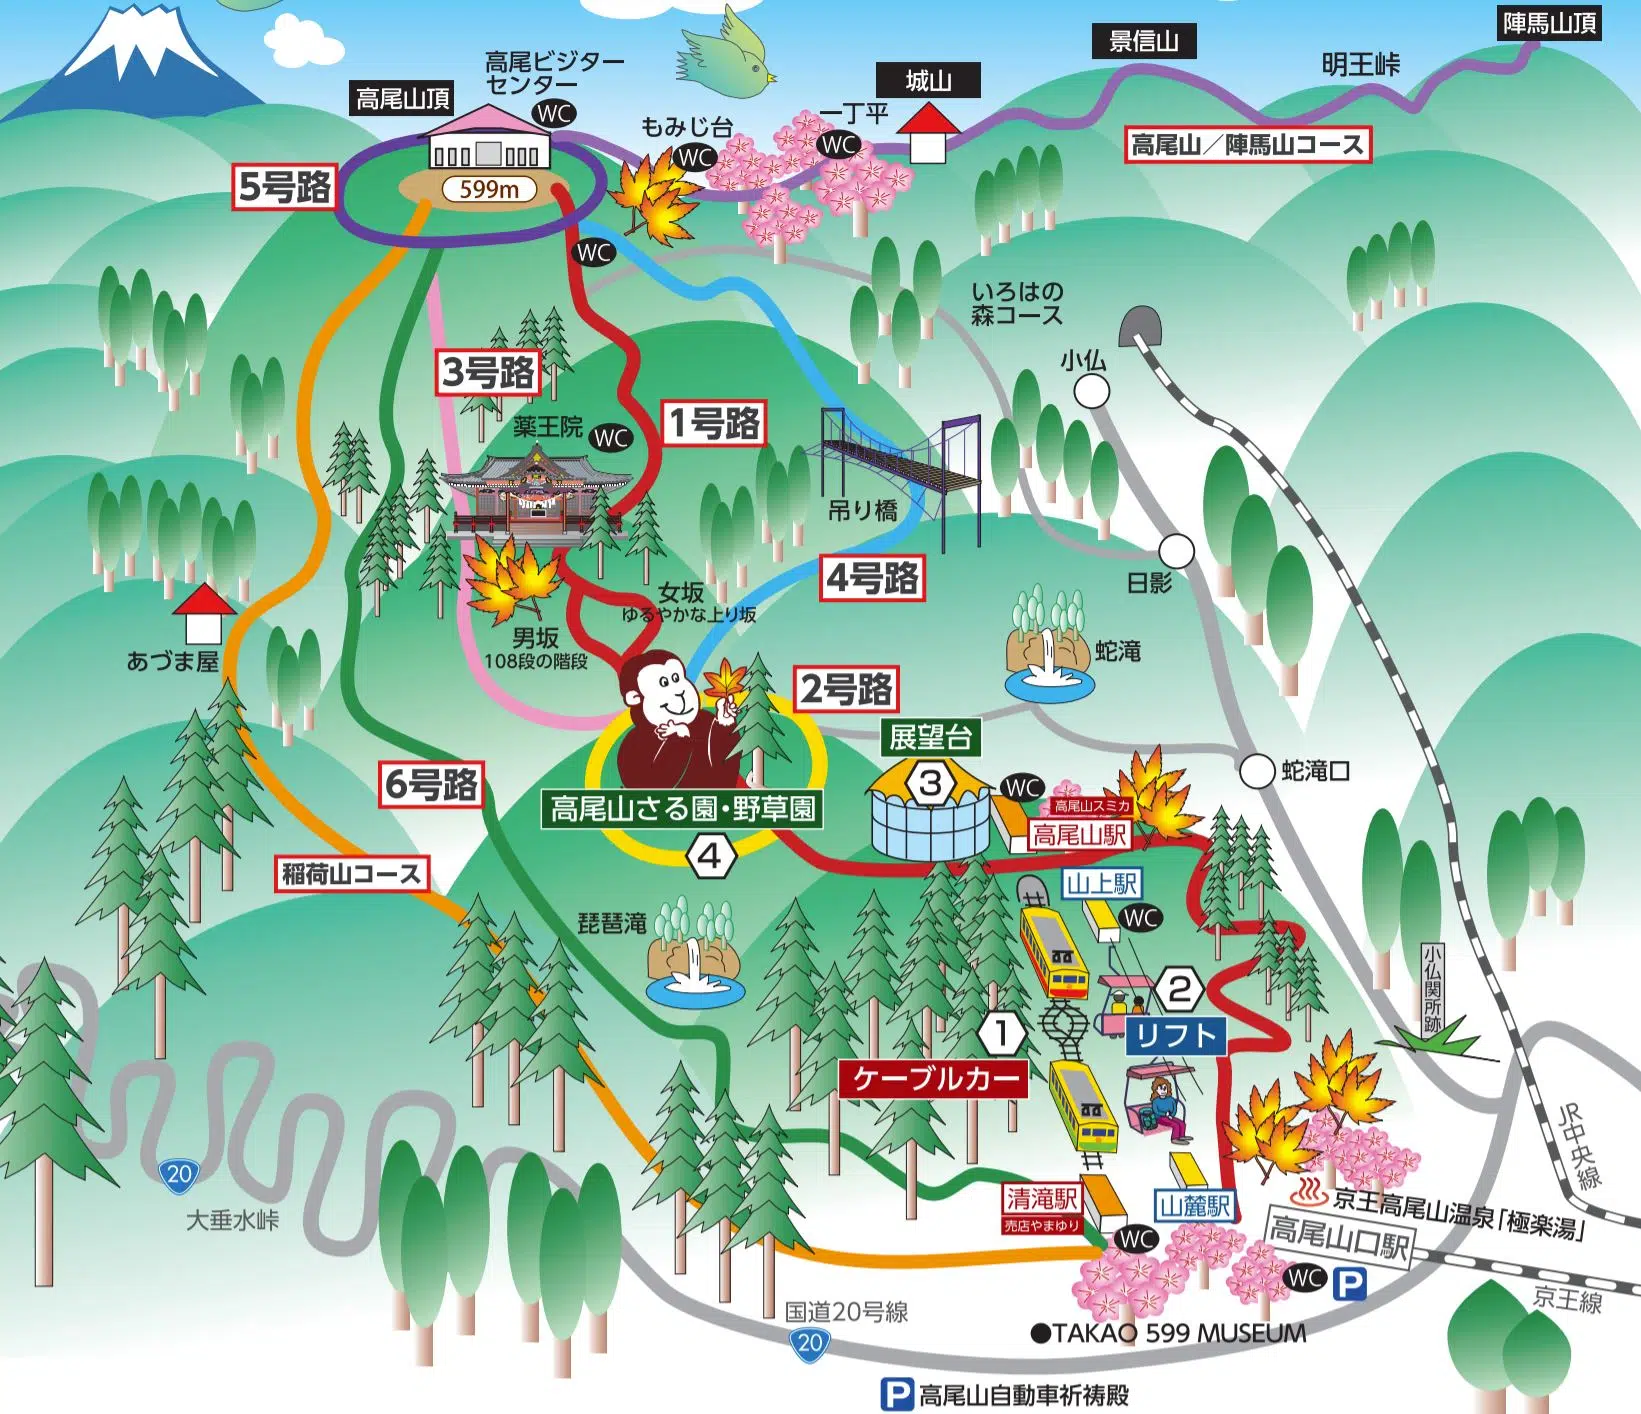 陣馬山頂
景信山
明王峠
高尾ビジター
センター
WC
高尾山頂
城山
一丁平
WC
もみじ台
WC
高尾山／陣馬山コース
5号路
599m
WC
いろはの
森コース
小仏
3号路
1号路
薬王院
WC
吊り橋
4号路
日影
女坂
ゆるやかな上り坂
男坂
108段の階段
あづま屋
蛇滝
2号路
展望台
3
蛇滝口
6号路
高尾山さる園・野草園
4
WC
高尾山スミカ
高尾山駅
稲荷山コース
山上駅
WC
琵琶滝
小仏関所跡
2
リフト
1
ケーブルカー
JR中央線
20
大垂水峠
清滝駅
売店やまゆり
山麓駅
WC
京王高尾山温泉「極楽湯」
高尾山口駅
WC
P
京王線
国道20号線
20
●TAKAO 599 MUSEUM
P
高尾山自動車祈祷殿